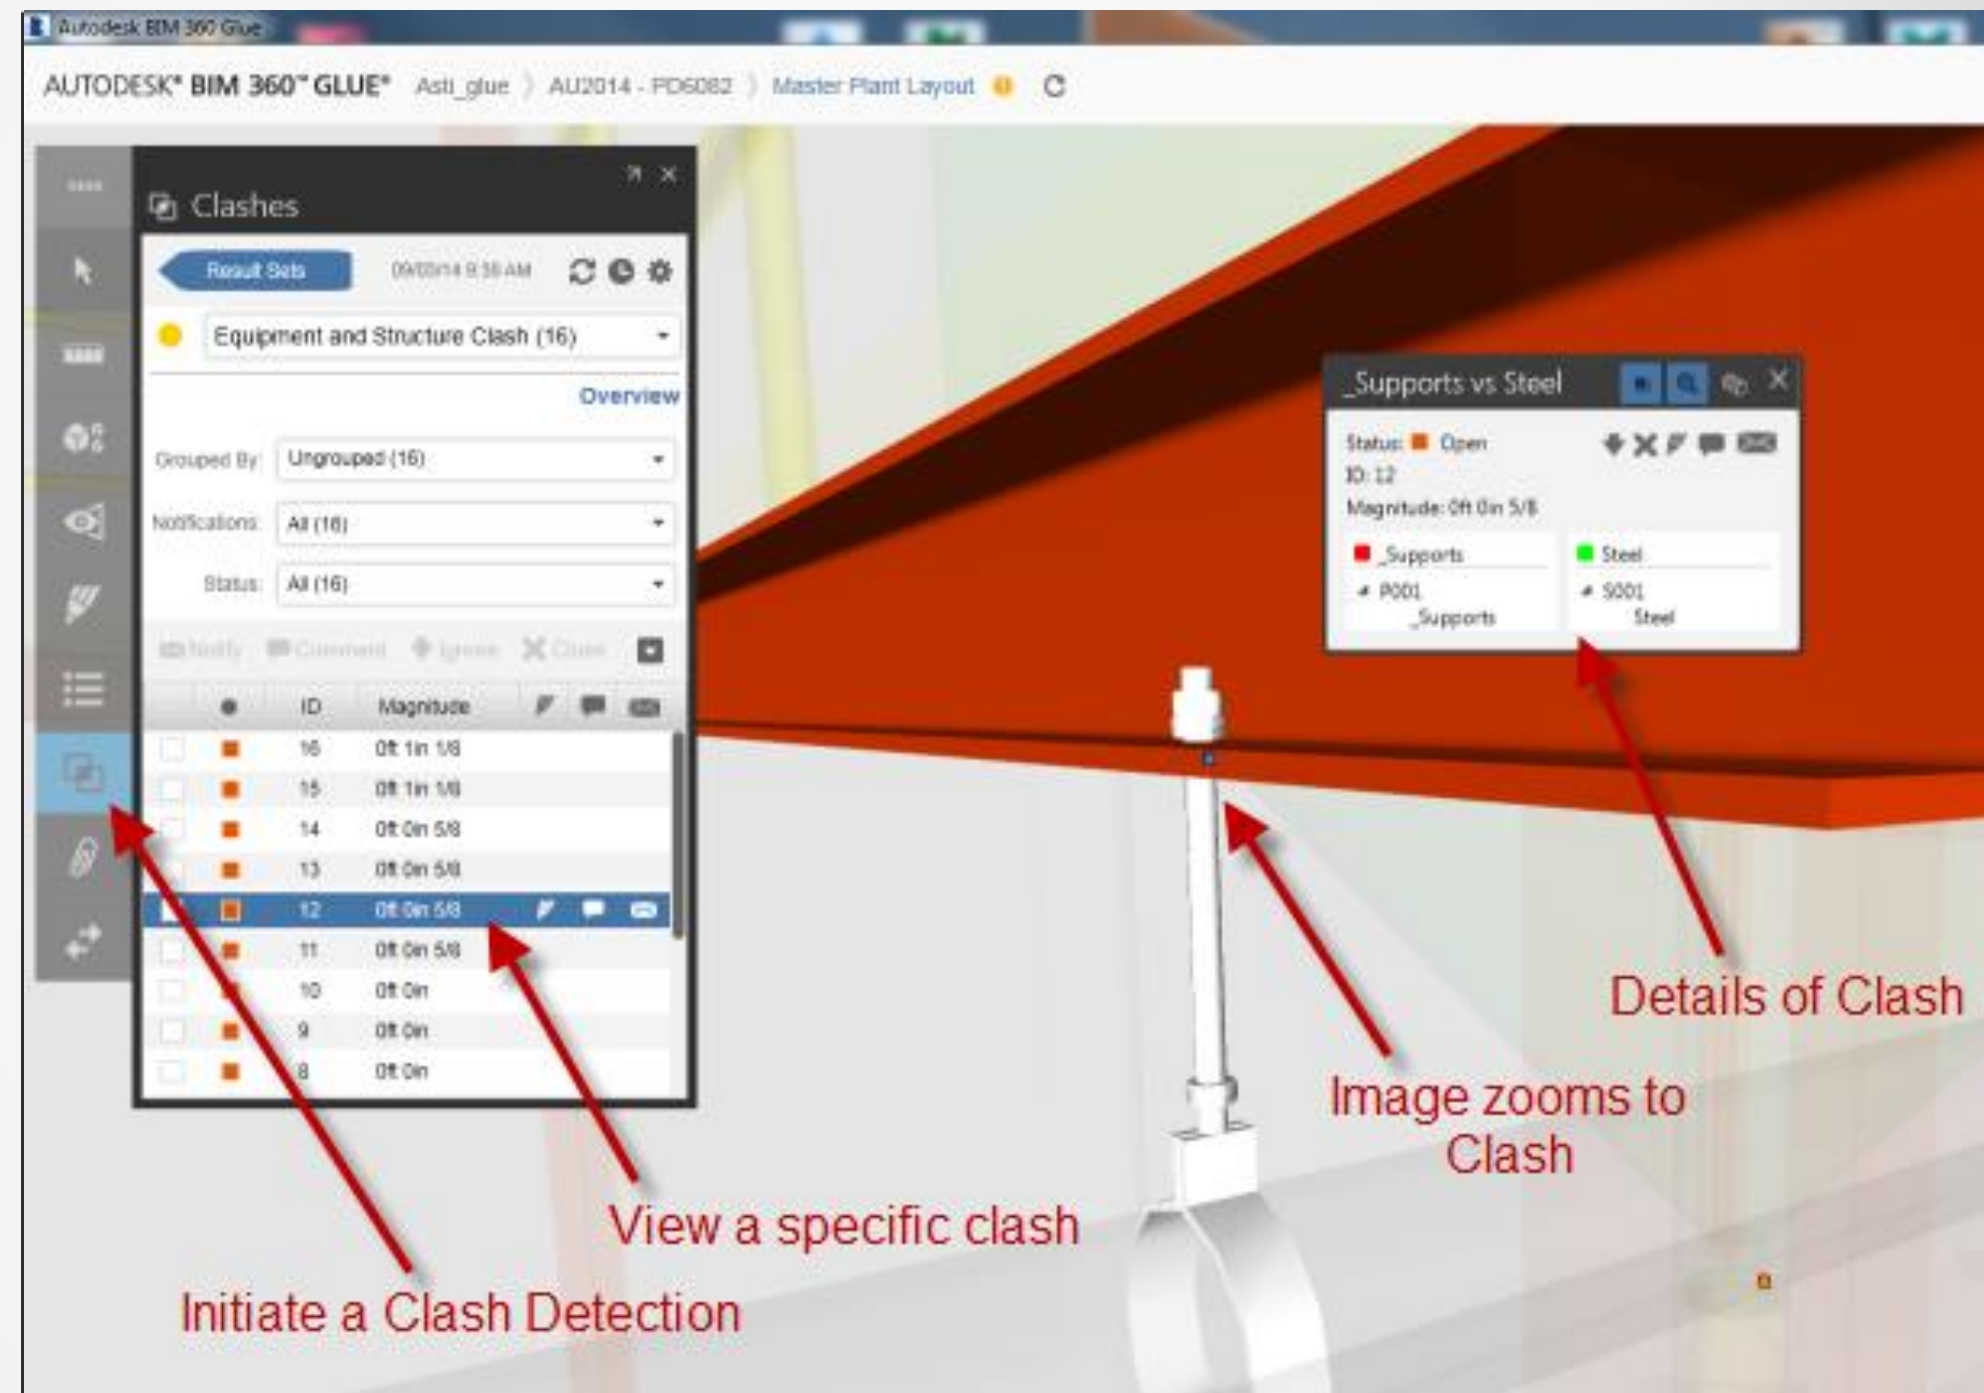 Autodesk BIM 360 Glue
AUTODESK® BIM 360™ GLUE® Asti_glue 〉 AU2014 - PD6082 〉 Master Plant Layout
Clashes
Result Sets
Equipment and Structure Clash (16)
Overview
Grouped By: Ungrouped (16)
Notifications: All (16)
Status: All (16)
Notify Comment Ignore Close
ID Magnitude
16 0ft 1in 1/8
15 0ft 1in 1/8
14 0ft 0in 5/8
13 0ft 0in 5/8
12 0ft 0in 5/8
11 0ft 0in 5/8
10 0ft 0in
9 0ft 0in
8 0ft 0in
_Supports vs Steel
Status: Open
ID: 12
Magnitude: 0ft 0in 5/8
_Supports Steel
P001 S001
_Supports Steel
Details of Clash
Image zooms to
Clash
View a specific clash
Initiate a Clash Detection